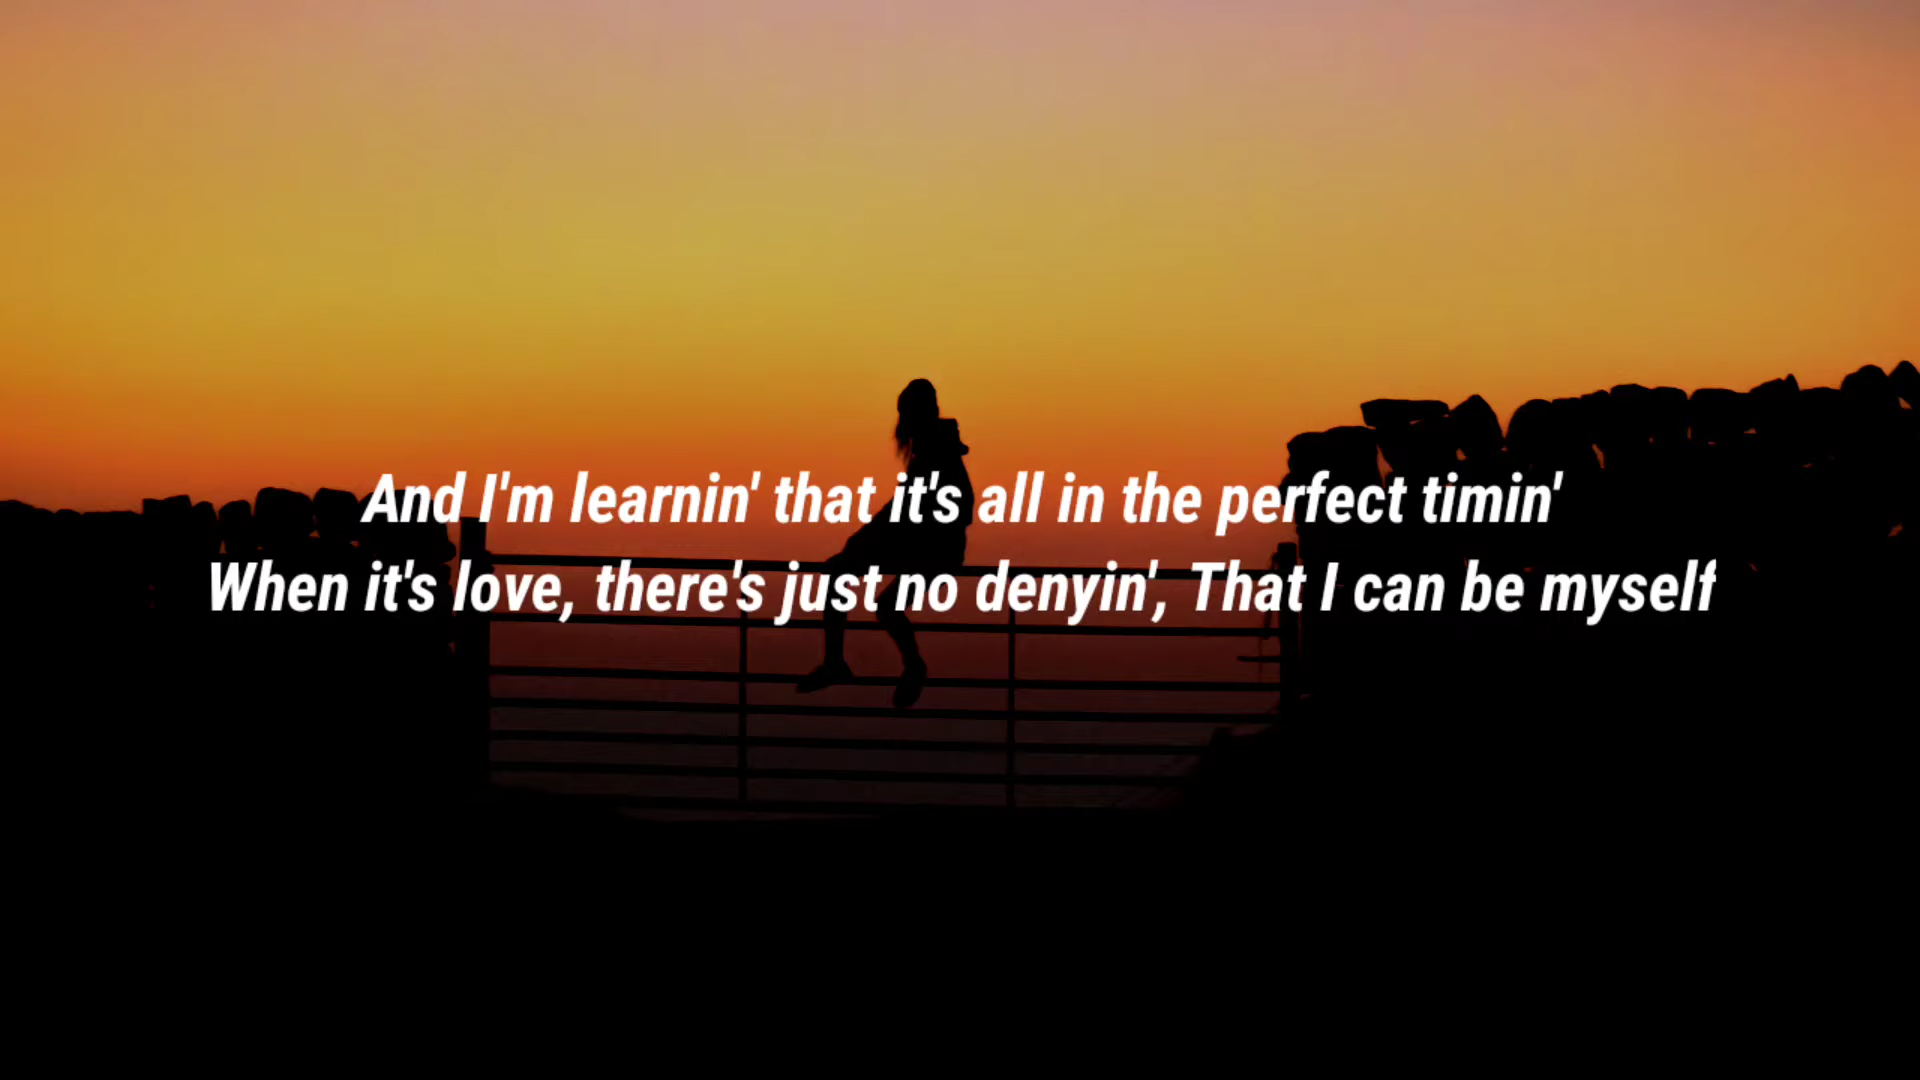 And I'm learnin' that it's all in the perfect timin'
When it's love, there's just no denyin', That I can be myself